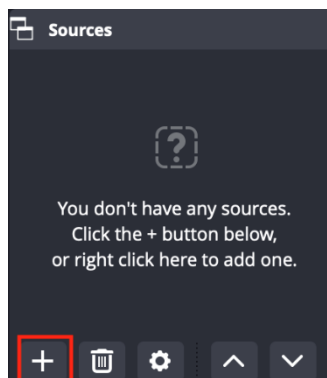 Sources
You don't have any sources.
Click the + button below,
or right click here to add one.